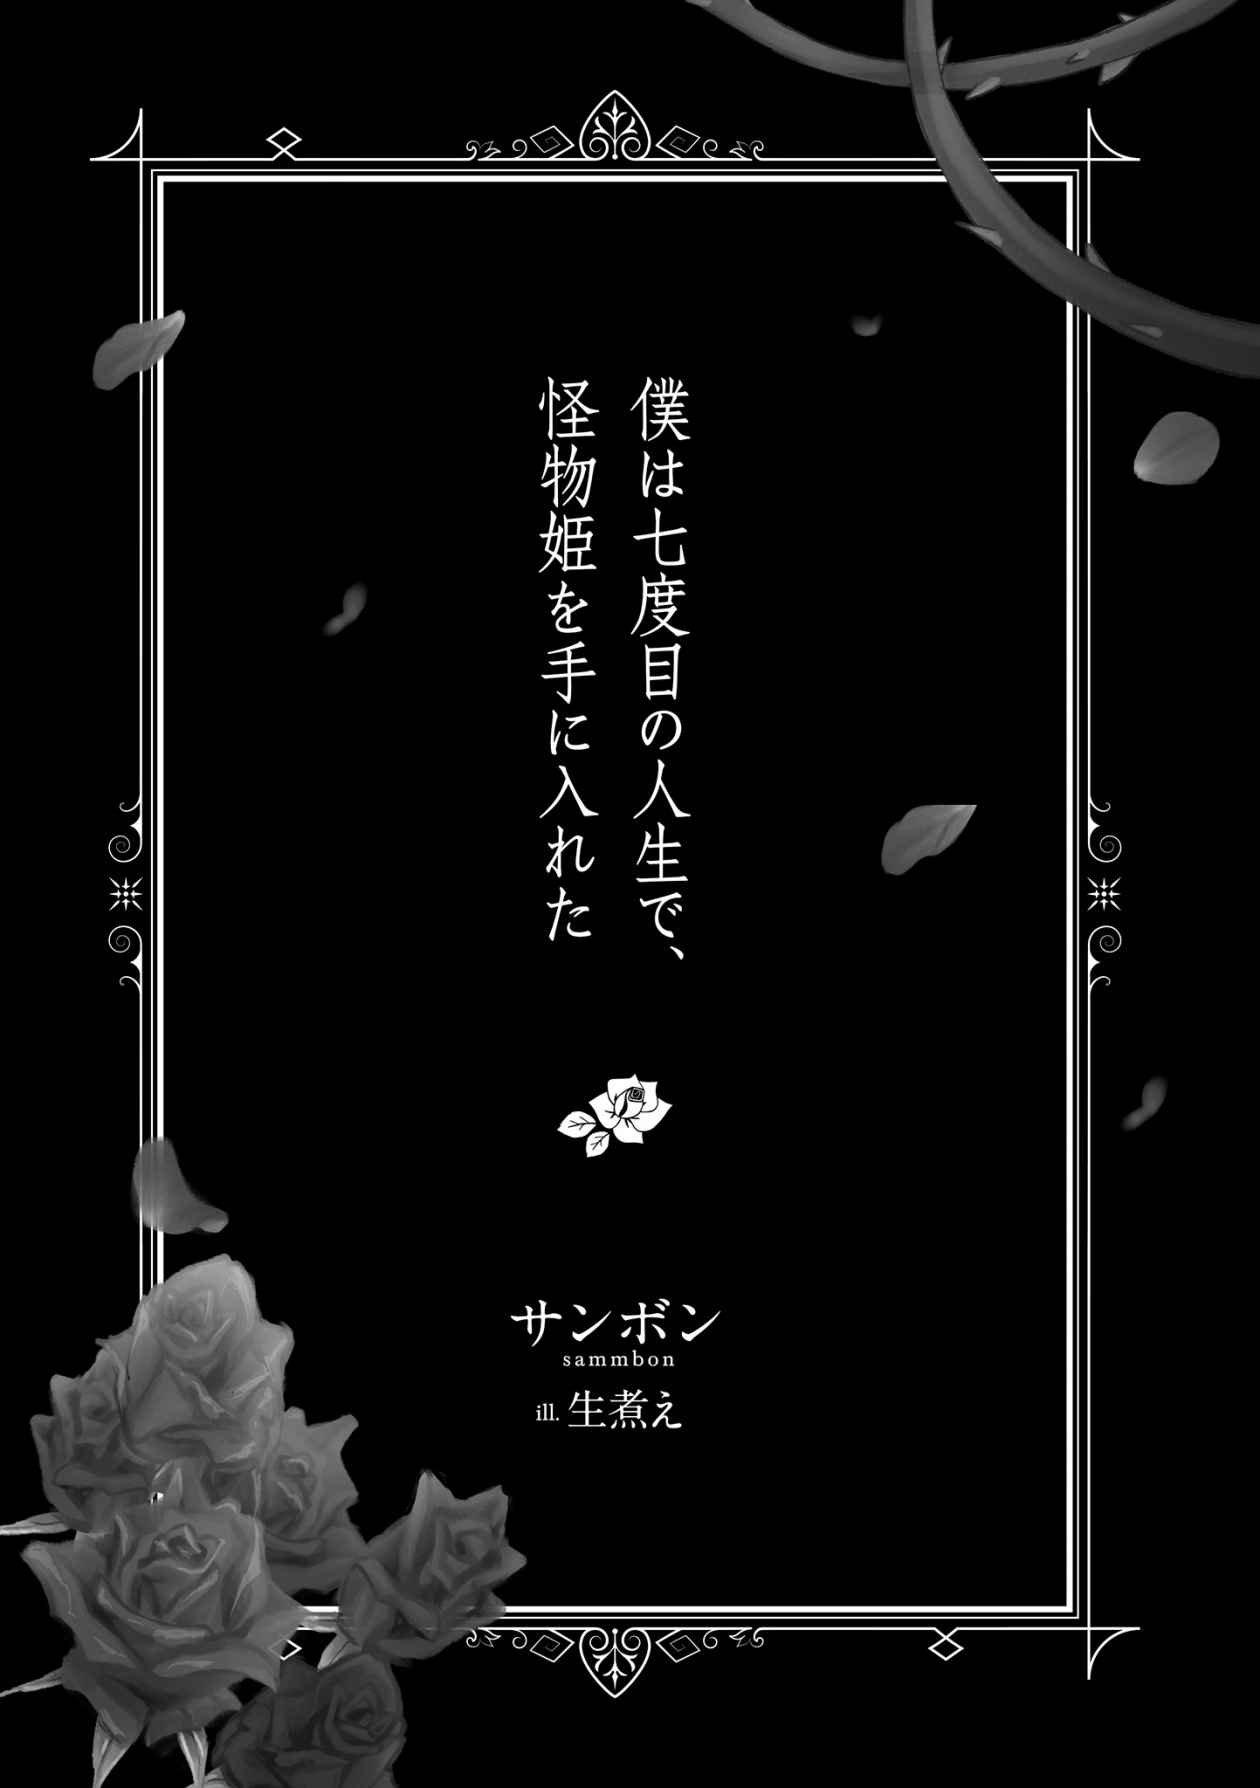 僕は七度目の人生で、
怪物姫を手に入れた
サンボン
sammbon
ill. 生煮え